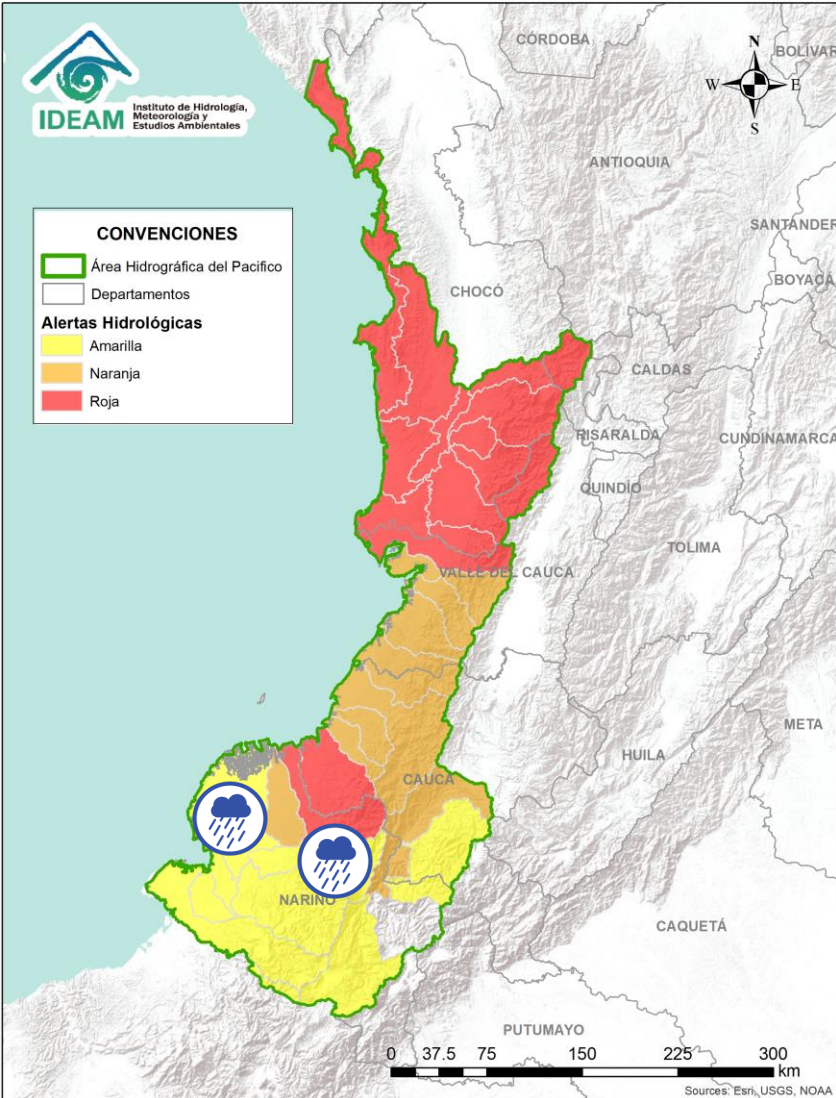 IDEAM
Instituto de Hidrología,
Meteorología y
Estudios Ambientales
CÓRDOBA
BOLÍVAR
N
W
E
S
ANTIOQUIA
SANTANDER
BOYACÁ
CONVENCIONES
Área Hidrográfica del Pacifico
Departamentos
Alertas Hidrológicas
Amarilla
Naranja
Roja
CHOCÓ
CALDAS
RISARALDA
CUNDINAMARCA
QUINDÍO
TOLIMA
VALLE DEL CAUCA
META
HUILA
CAUCA
NARIÑO
CAQUETÁ
PUTUMAYO
0 37.5 75 150 225 300
km
Sources: Esri, USGS, NOAA